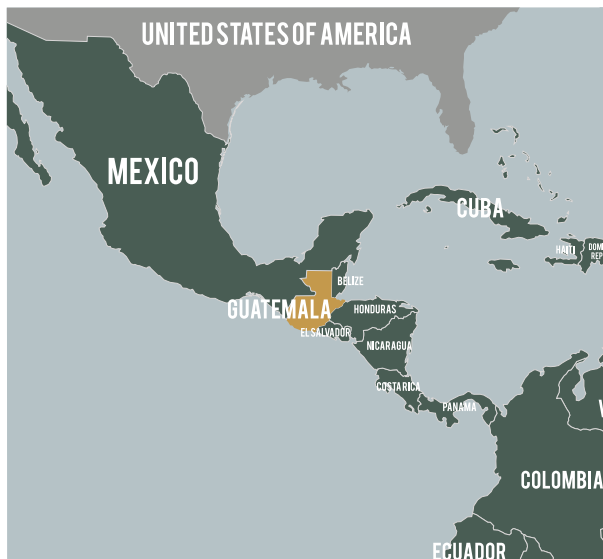 UNITED STATES OF AMERICA
MEXICO
CUBA
HAITI
BELIZE
GUATEMALA
HONDURAS
EL SALVADOR
NICARAGUA
COSTA RICA
PANAMA
COLOMBIA
ECUADOR